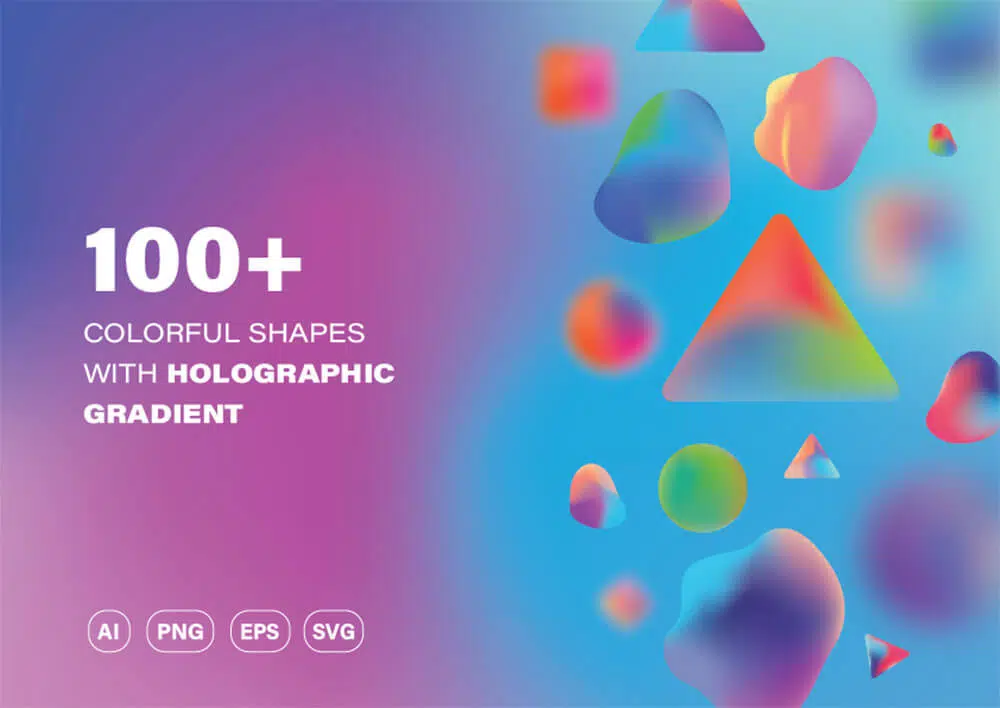 100+
COLORFUL SHAPES
WITH HOLOGRAPHIC
GRADIENT
AI PNG EPS SVG